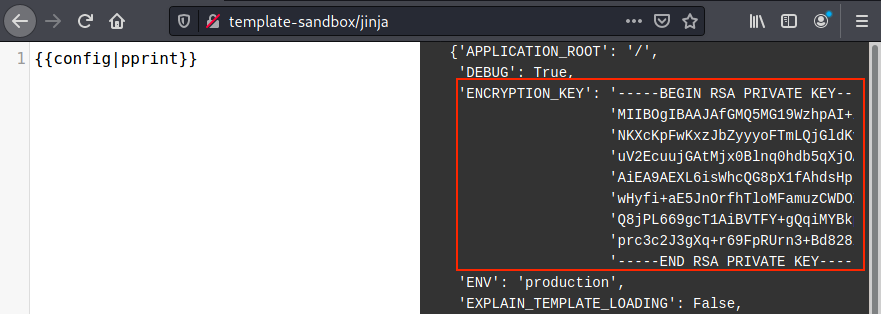 template-sandbox/jinja
1 {{config|pprint}}
{'APPLICATION_ROOT': '/',
'DEBUG': True,
'ENCRYPTION_KEY': '-----BEGIN RSA PRIVATE KEY--
'MIIBOgIBAAJAfGMQ5MG19WzhpAI+
'NKXcKpFwKxzJbZyyyoFTmLQjGldK
'uV2EcuujGAtMjx0Blnq0hdb5qXjO
'AiEA9AEXL6isWhcQG8pX1fAhdsHp
'wHyfi+aE5JnOrfhTloMFamuzCWDO
'Q8jPL669gcT1AiBVTFY+gQqiMYBk
'prc3c2J3gXq+r69FpRUrn3+Bd828
'-----END RSA PRIVATE KEY----
'ENV': 'production',
'EXPLAIN_TEMPLATE_LOADING': False,